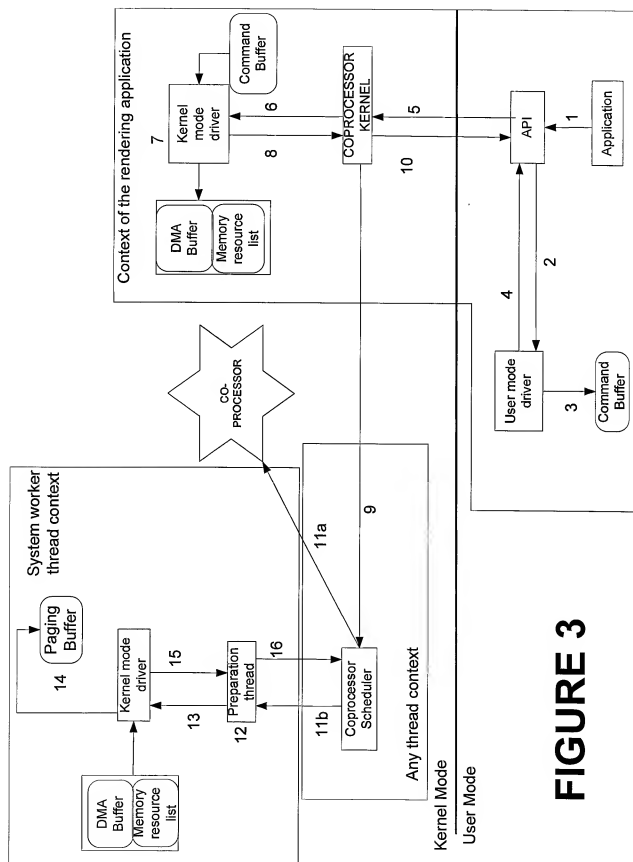 Context of the rendering application
7
Kernel
mode
driver
Command
Buffer
DMA
Buffer
Memory
resource
list
6
8
COPROCESSOR
KERNEL
5
10
API
1
Application
2
4
User mode
driver
3
Command
Buffer
CO-
PROCESSOR
System worker
thread context
Paging
Buffer
14
Kernel mode
driver
DMA
Buffer
Memory
resource
list
15
13
Preparation
thread
12
16
11b
11a
9
Coprocessor
Scheduler
Any thread context
Kernel Mode
User Mode
FIGURE 3